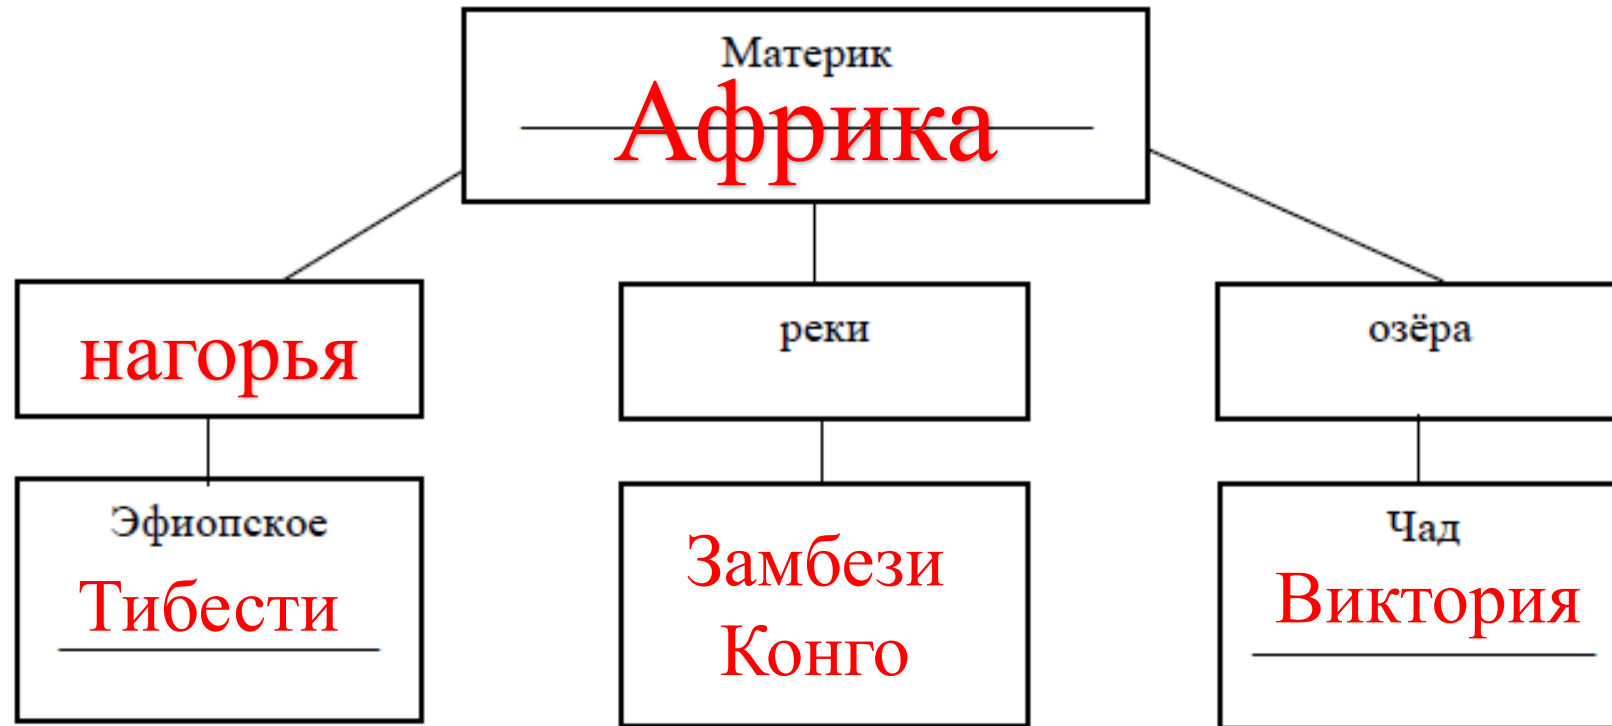 Материк
Африка
нагорья
реки
озёра
Эфиопское
Тибести
Замбези
Конго
Чад
Виктория